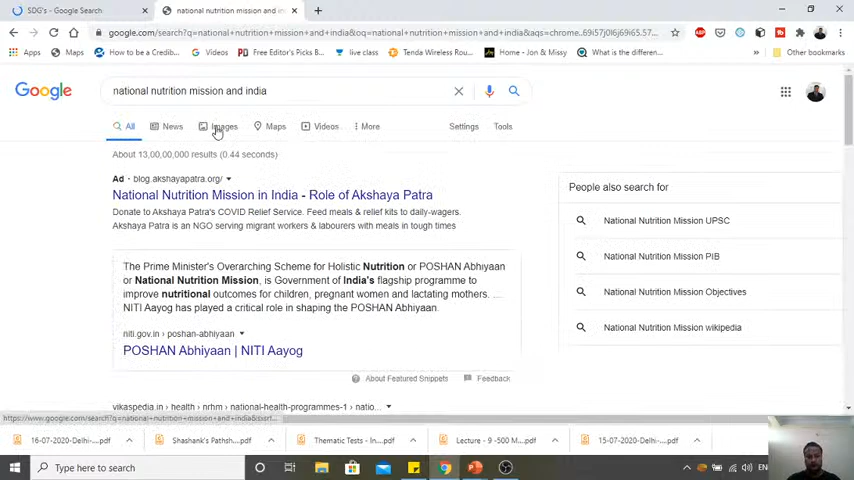 SDG's - Google Search
national nutrition mission and in
google.com/search?q=national+nutrition+mission+and+india&oq=national+nutrition+mission+and+india&aqs=chrome..69i57j0l6j69i65.57...
Apps
Maps
How to be a Credib...
Videos
Free Editor's Picks B...
live class
Tenda Wireless Rou...
Home - Jon & Missy
What is the differen...
Other bookmarks
Google
national nutrition mission and india
All
News
Images
Maps
Videos
More
Settings
Tools
About 13,00,00,000 results (0.44 seconds)
Ad · blog.akshayapatra.org/
National Nutrition Mission in India - Role of Akshaya Patra
Donate to Akshaya Patra's COVID Relief Service. Feed meals & relief kits to daily-wagers.
Akshaya Patra is an NGO serving migrant workers & labourers with meals in tough times
The Prime Minister's Overarching Scheme for Holistic Nutrition or POSHAN Abhiyaan
or National Nutrition Mission, is Government of India's flagship programme to
improve nutritional outcomes for children, pregnant women and lactating mothers. ...
NITI Aayog has played a critical role in shaping the POSHAN Abhiyaan.
niti.gov.in › poshan-abhiyaan
POSHAN Abhiyaan | NITI Aayog
About Featured Snippets
Feedback
vikaspedia.in › health › nrhm › national-health-programmes-1 › natio...
People also search for
National Nutrition Mission UPSC
National Nutrition Mission PIB
National Nutrition Mission Objectives
National Nutrition Mission wikipedia
16-07-2020-Delhi-....pdf
Shashank's Pathsh....pdf
Thematic Tests - In....pdf
Lecture - 9 -500 M....pdf
15-07-2020-Delhi-....pdf
Type here to search